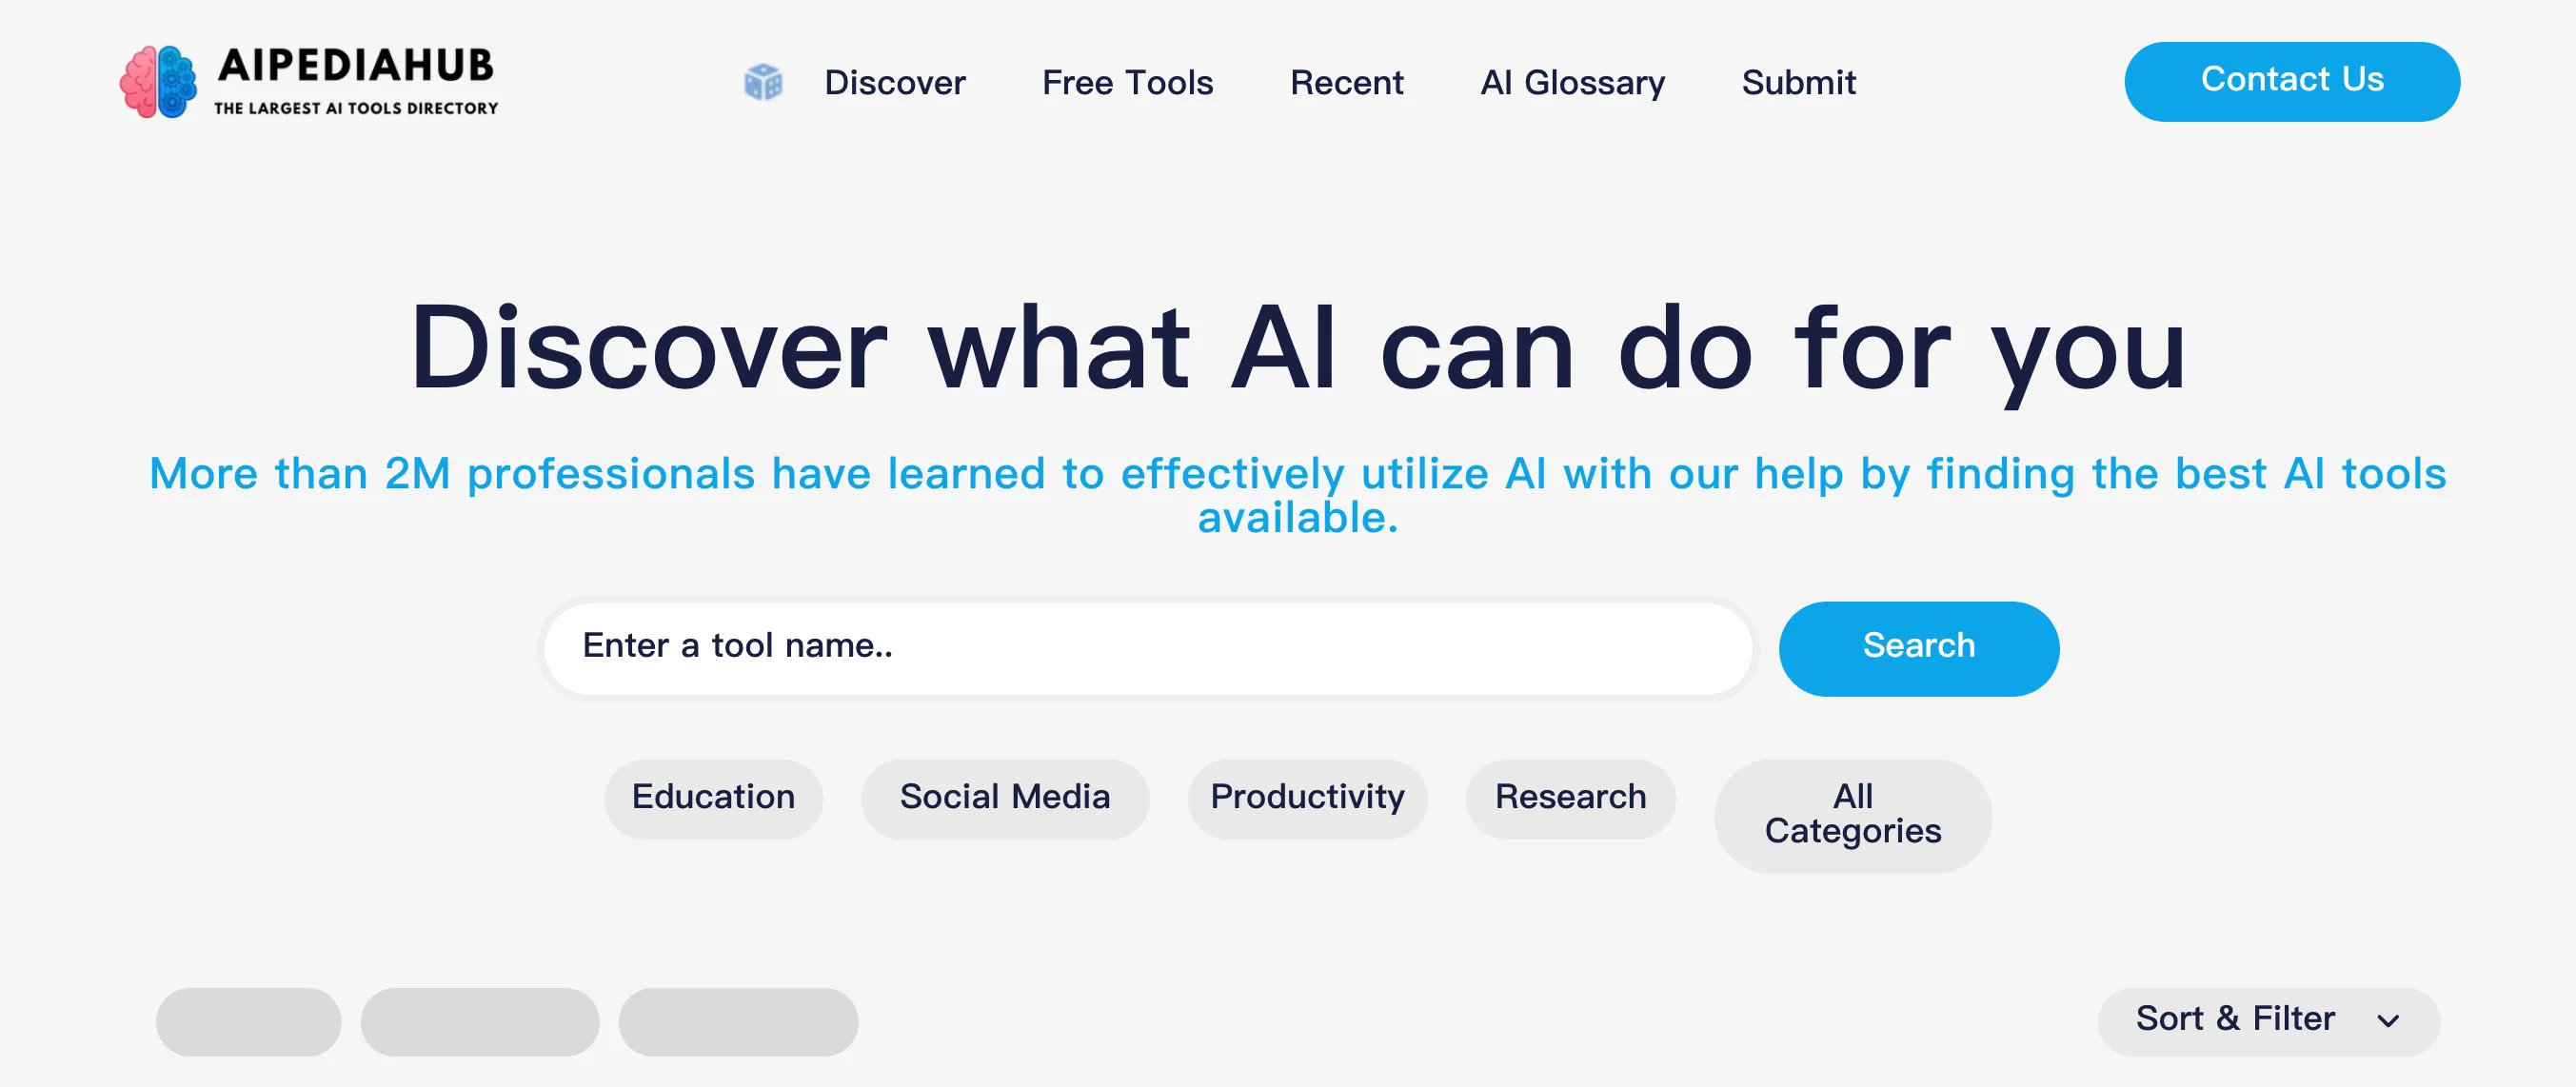 AIPEDIAHUB
THE LARGEST AI TOOLS DIRECTORY
Discover
Free Tools
Recent
AI Glossary
Submit
Contact Us
Discover what AI can do for you
More than 2M professionals have learned to effectively utilize AI with our help by finding the best AI tools
available.
Enter a tool name..
Search
Education
Social Media
Productivity
Research
All
Categories
Sort & Filter